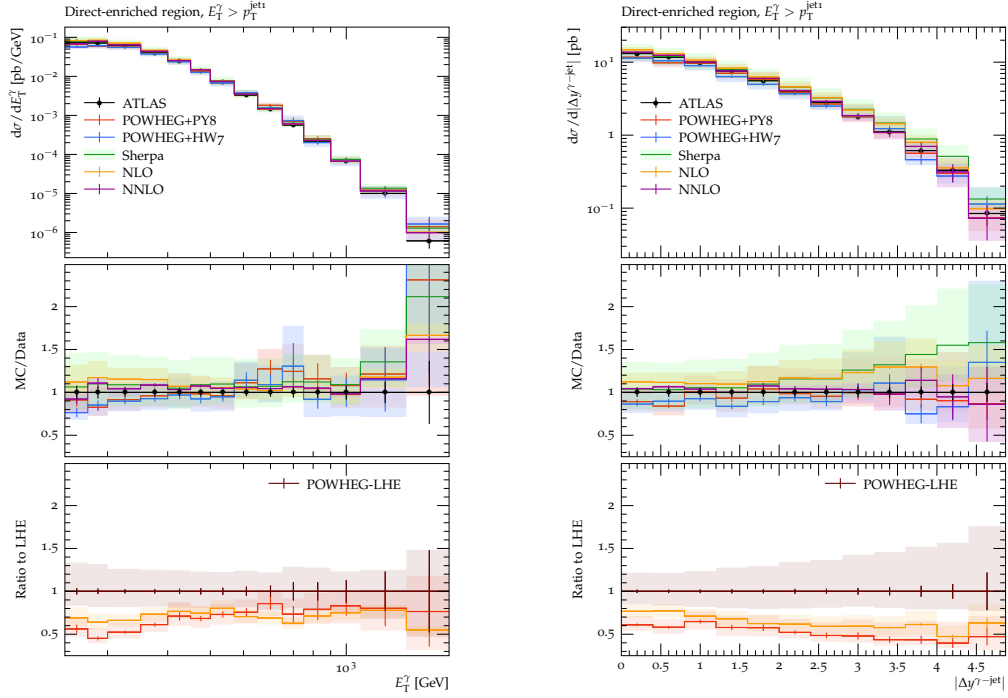 Direct-enriched region, E_T^γ > p_T^jet1
dσ/dE_T^γ [pb/GeV]
10^−1
10^−2
10^−3
10^−4
10^−5
10^−6
ATLAS
POWHEG+PY8
POWHEG+HW7
Sherpa
NLO
NNLO
MC/Data
2
1.5
1
0.5
POWHEG-LHE
Ratio to LHE
2
1.5
1
0.5
10^3
E_T^γ [GeV]
Direct-enriched region, E_T^γ > p_T^jet1
dσ/d|Δy^γ−jet| [pb]
10^1
1
10^−1
ATLAS
POWHEG+PY8
POWHEG+HW7
Sherpa
NLO
NNLO
MC/Data
2
1.5
1
0.5
POWHEG-LHE
Ratio to LHE
2
1.5
1
0.5
0 0.5 1 1.5 2 2.5 3 3.5 4 4.5
|Δy^γ−jet|